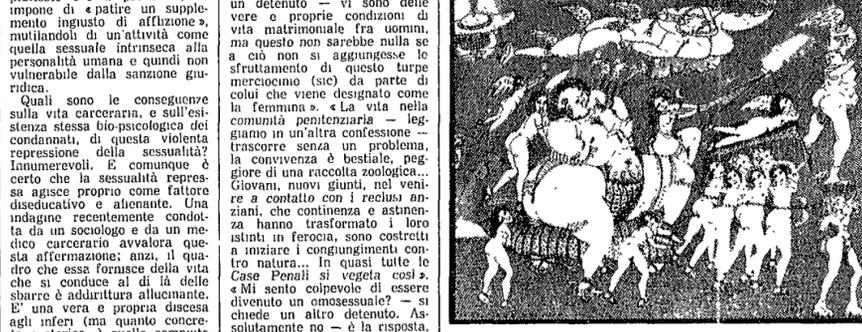 impone di « patire un supple-
mento ingiusto di afflizione »,
mutilandoli di un'attività come
quella sessuale intrinseca alla
personalità umana e quindi non
vulnerabile dalla sanzione giu-
ridica.
Quali sono le conseguenze
sulla vita carceraria, e sull'esi-
stenza stessa bio-psicologica dei
condannati, di questa violenta
repressione della sessualità?
Innumerevoli. E comunque è
certo che la sessualità repres-
sa agisce proprio come fattore
diseducativo e alienante. Una
indagine recentemente condot-
ta da un sociologo e da un me-
dico carcerario avvalora que-
sta affermazione; anzi, il qua-
dro che essa fornisce della vita
che si conduce al di là delle
sbarre è addirittura allucinante.
E' una vera e propria discesa
agli inferi (ma quanto concre-
un detenuto — vi sono delle
vere e proprie condizioni di
vita matrimoniale fra uomini,
ma questo non sarebbe nulla se
a ciò non si aggiungesse lo
sfruttamento di questo turpe
merciocinio (sic) da parte di
colui che viene designato come
la femmina ». « La vita nella
comunità penitenziaria — leg-
giamo in un'altra confessione —
trascorre senza un problema,
la convivenza è bestiale, peg-
giore di una raccolta zoologica...
Giovani, nuovi giunti, nel veni-
re a contatto con i reclusi an-
ziani, che continenza e astinen-
za hanno trasformato i loro
istinti in ferocia, sono costretti
a iniziare i congiungimenti con-
tro natura... In quasi tutte le
Case Penali si vegeta così ».
« Mi sento colpevole di essere
divenuto un omosessuale? — si
chiede un altro detenuto. As-
solutamente no — è la risposta.